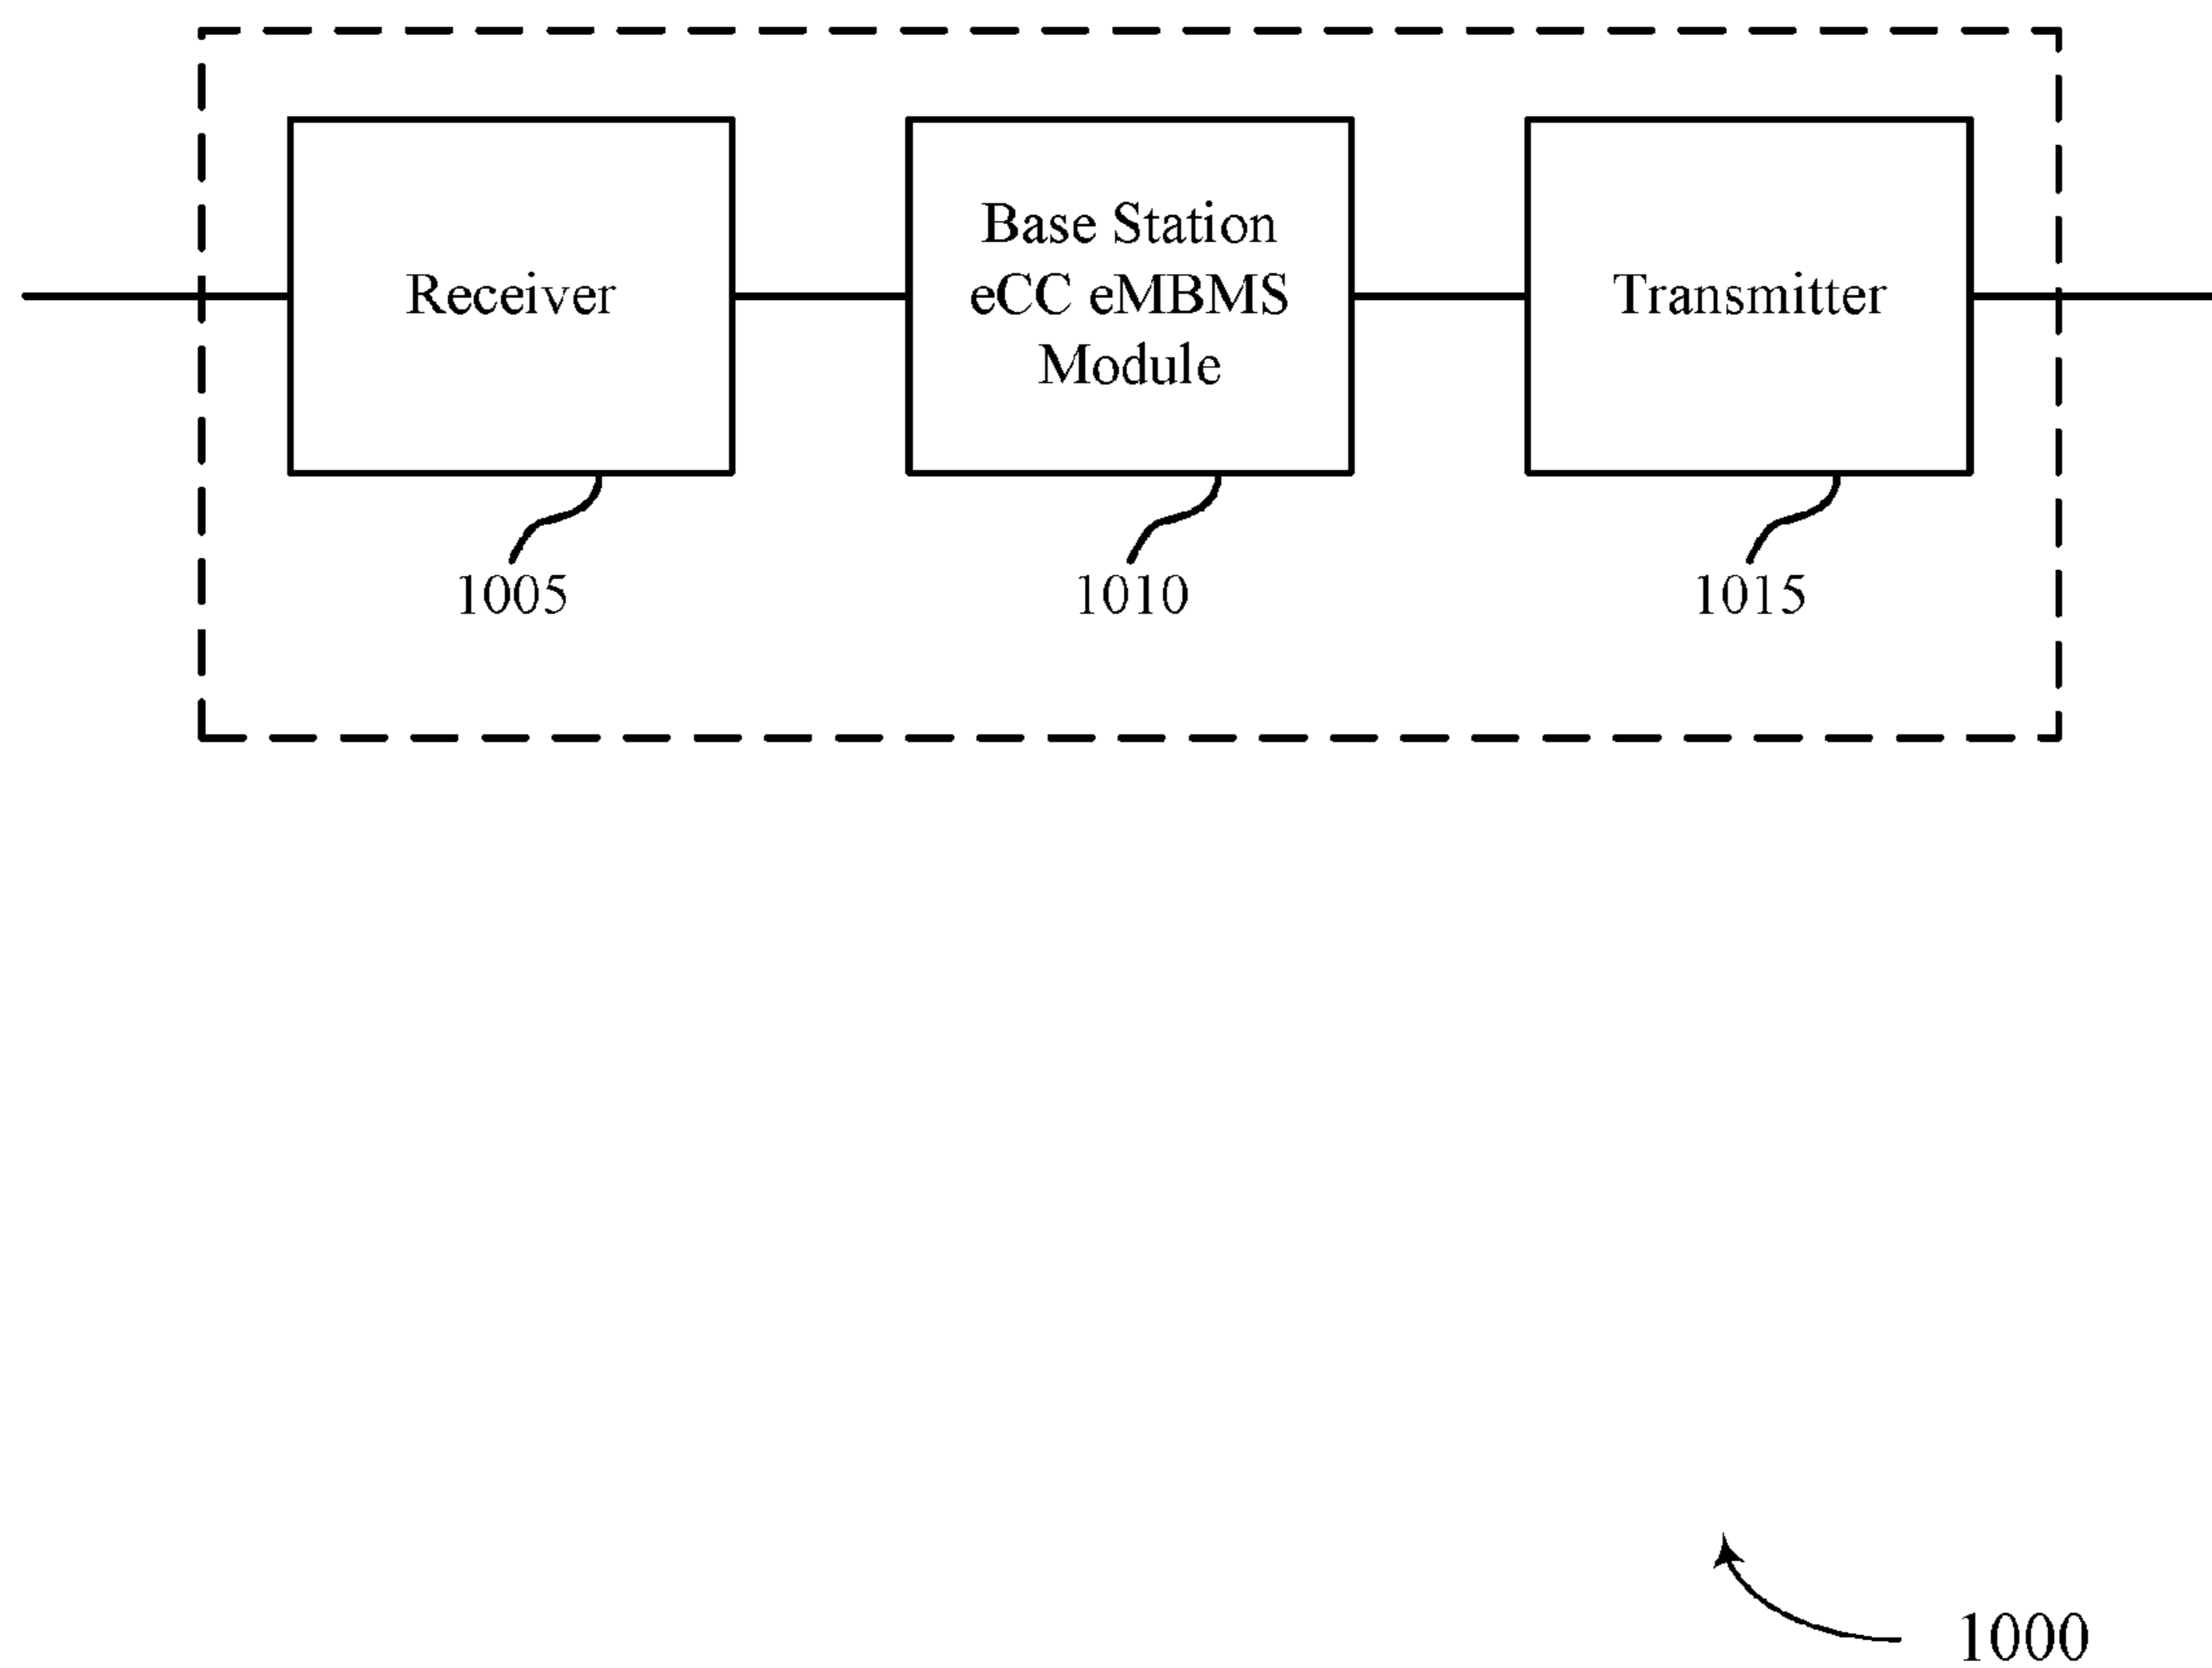 Receiver
Base Station
eCC eMBMS
Module
Transmitter
1005
1010
1015
1000